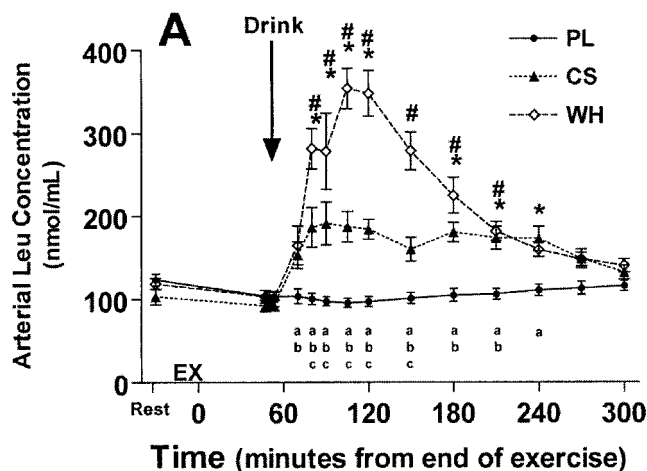 A
Drink
PL
CS
WH
Arterial Leu Concentration
(nmol/mL)
400
300
200
100
0
#
*
#
*
#
*
#
*
#
#
*
#
*
*
a a a a a a a a a
b b b b b b b b
c c c c c
EX
Rest 0 60 120 180 240 300
Time (minutes from end of exercise)